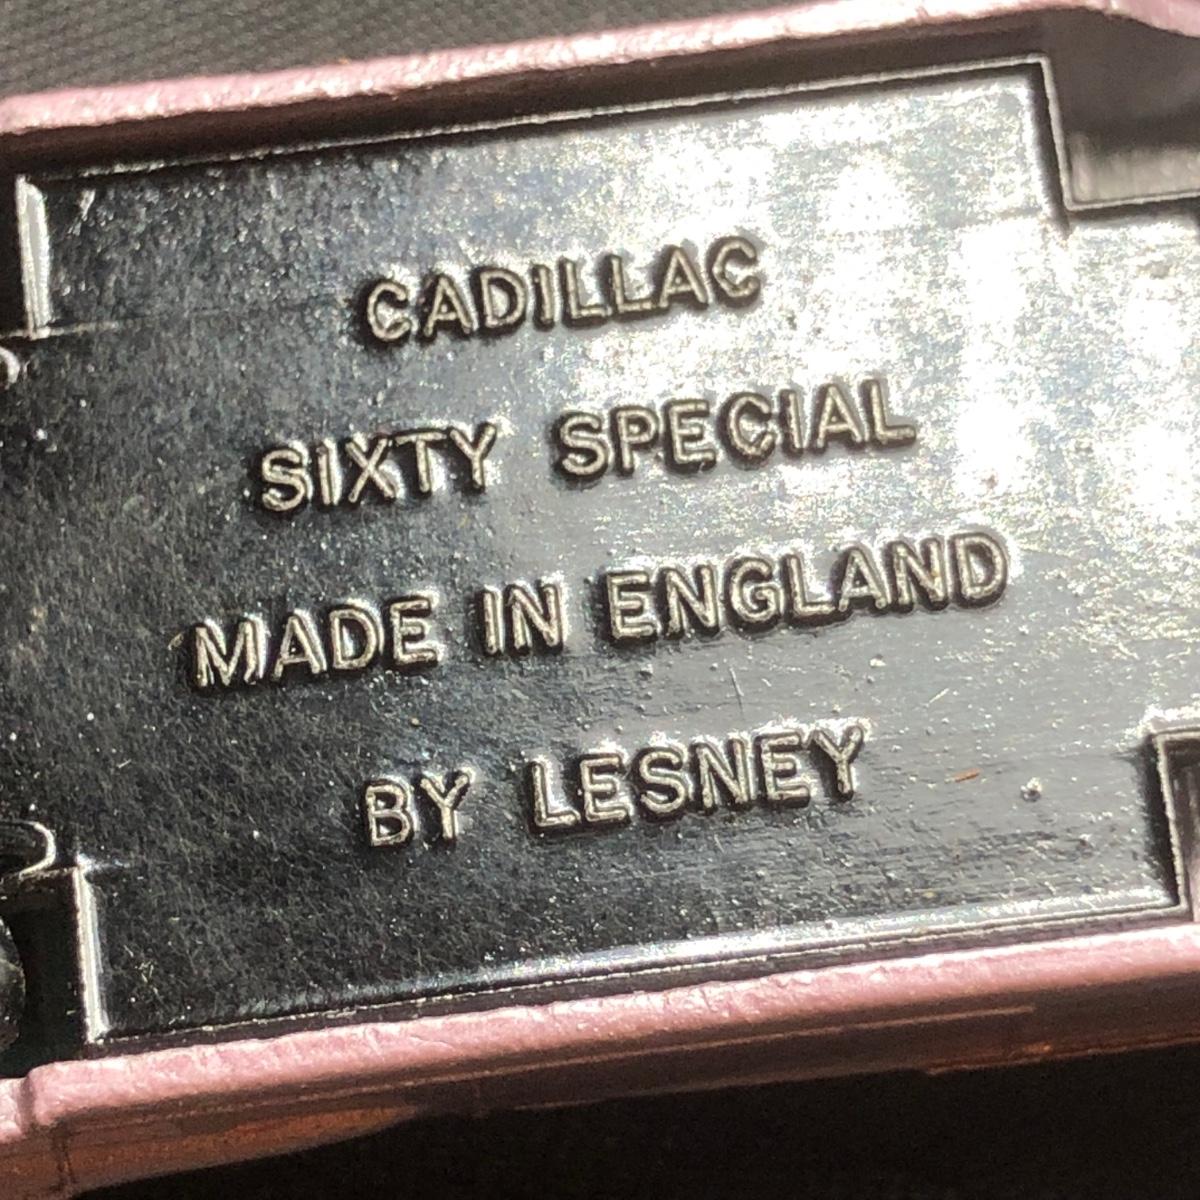 CADILLAC
SIXTY SPECIAL
MADE IN ENGLAND
BY LESNEY